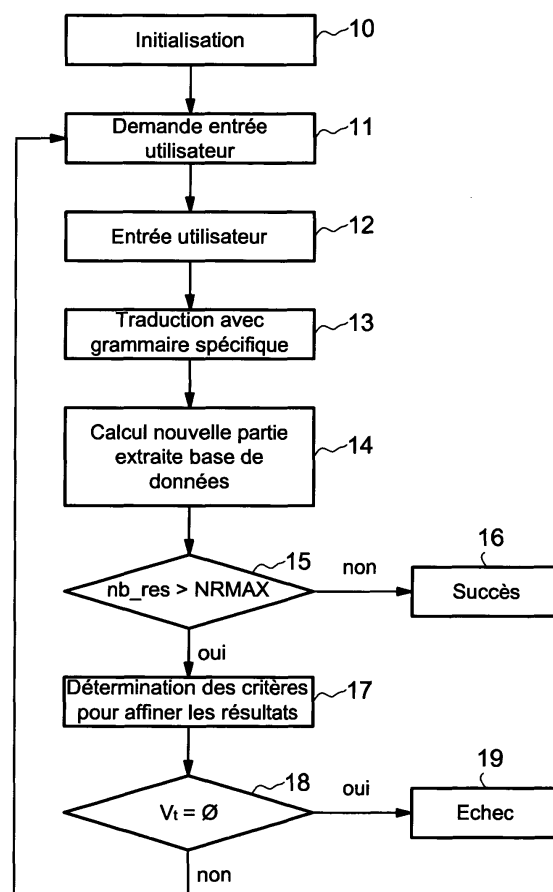 Initialisation
10
Demande entrée
utilisateur
11
Entrée utilisateur
12
Traduction avec
grammaire spécifique
13
Calcul nouvelle partie
extraite base de
données
14
nb_res > NRMAX
15
non
16
Succès
oui
Détermination des critères
pour affiner les résultats
17
Vt = Ø
18
oui
19
Echec
non